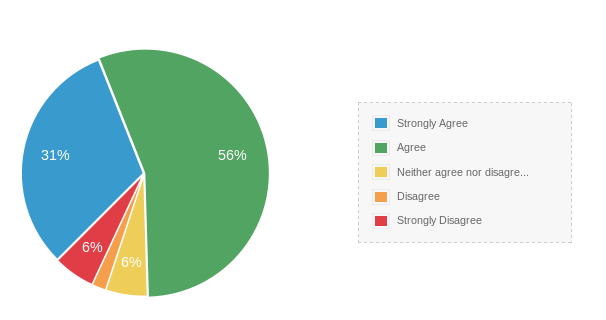 31%
56%
6%
6%
Strongly Agree
Agree
Neither agree nor disagre...
Disagree
Strongly Disagree